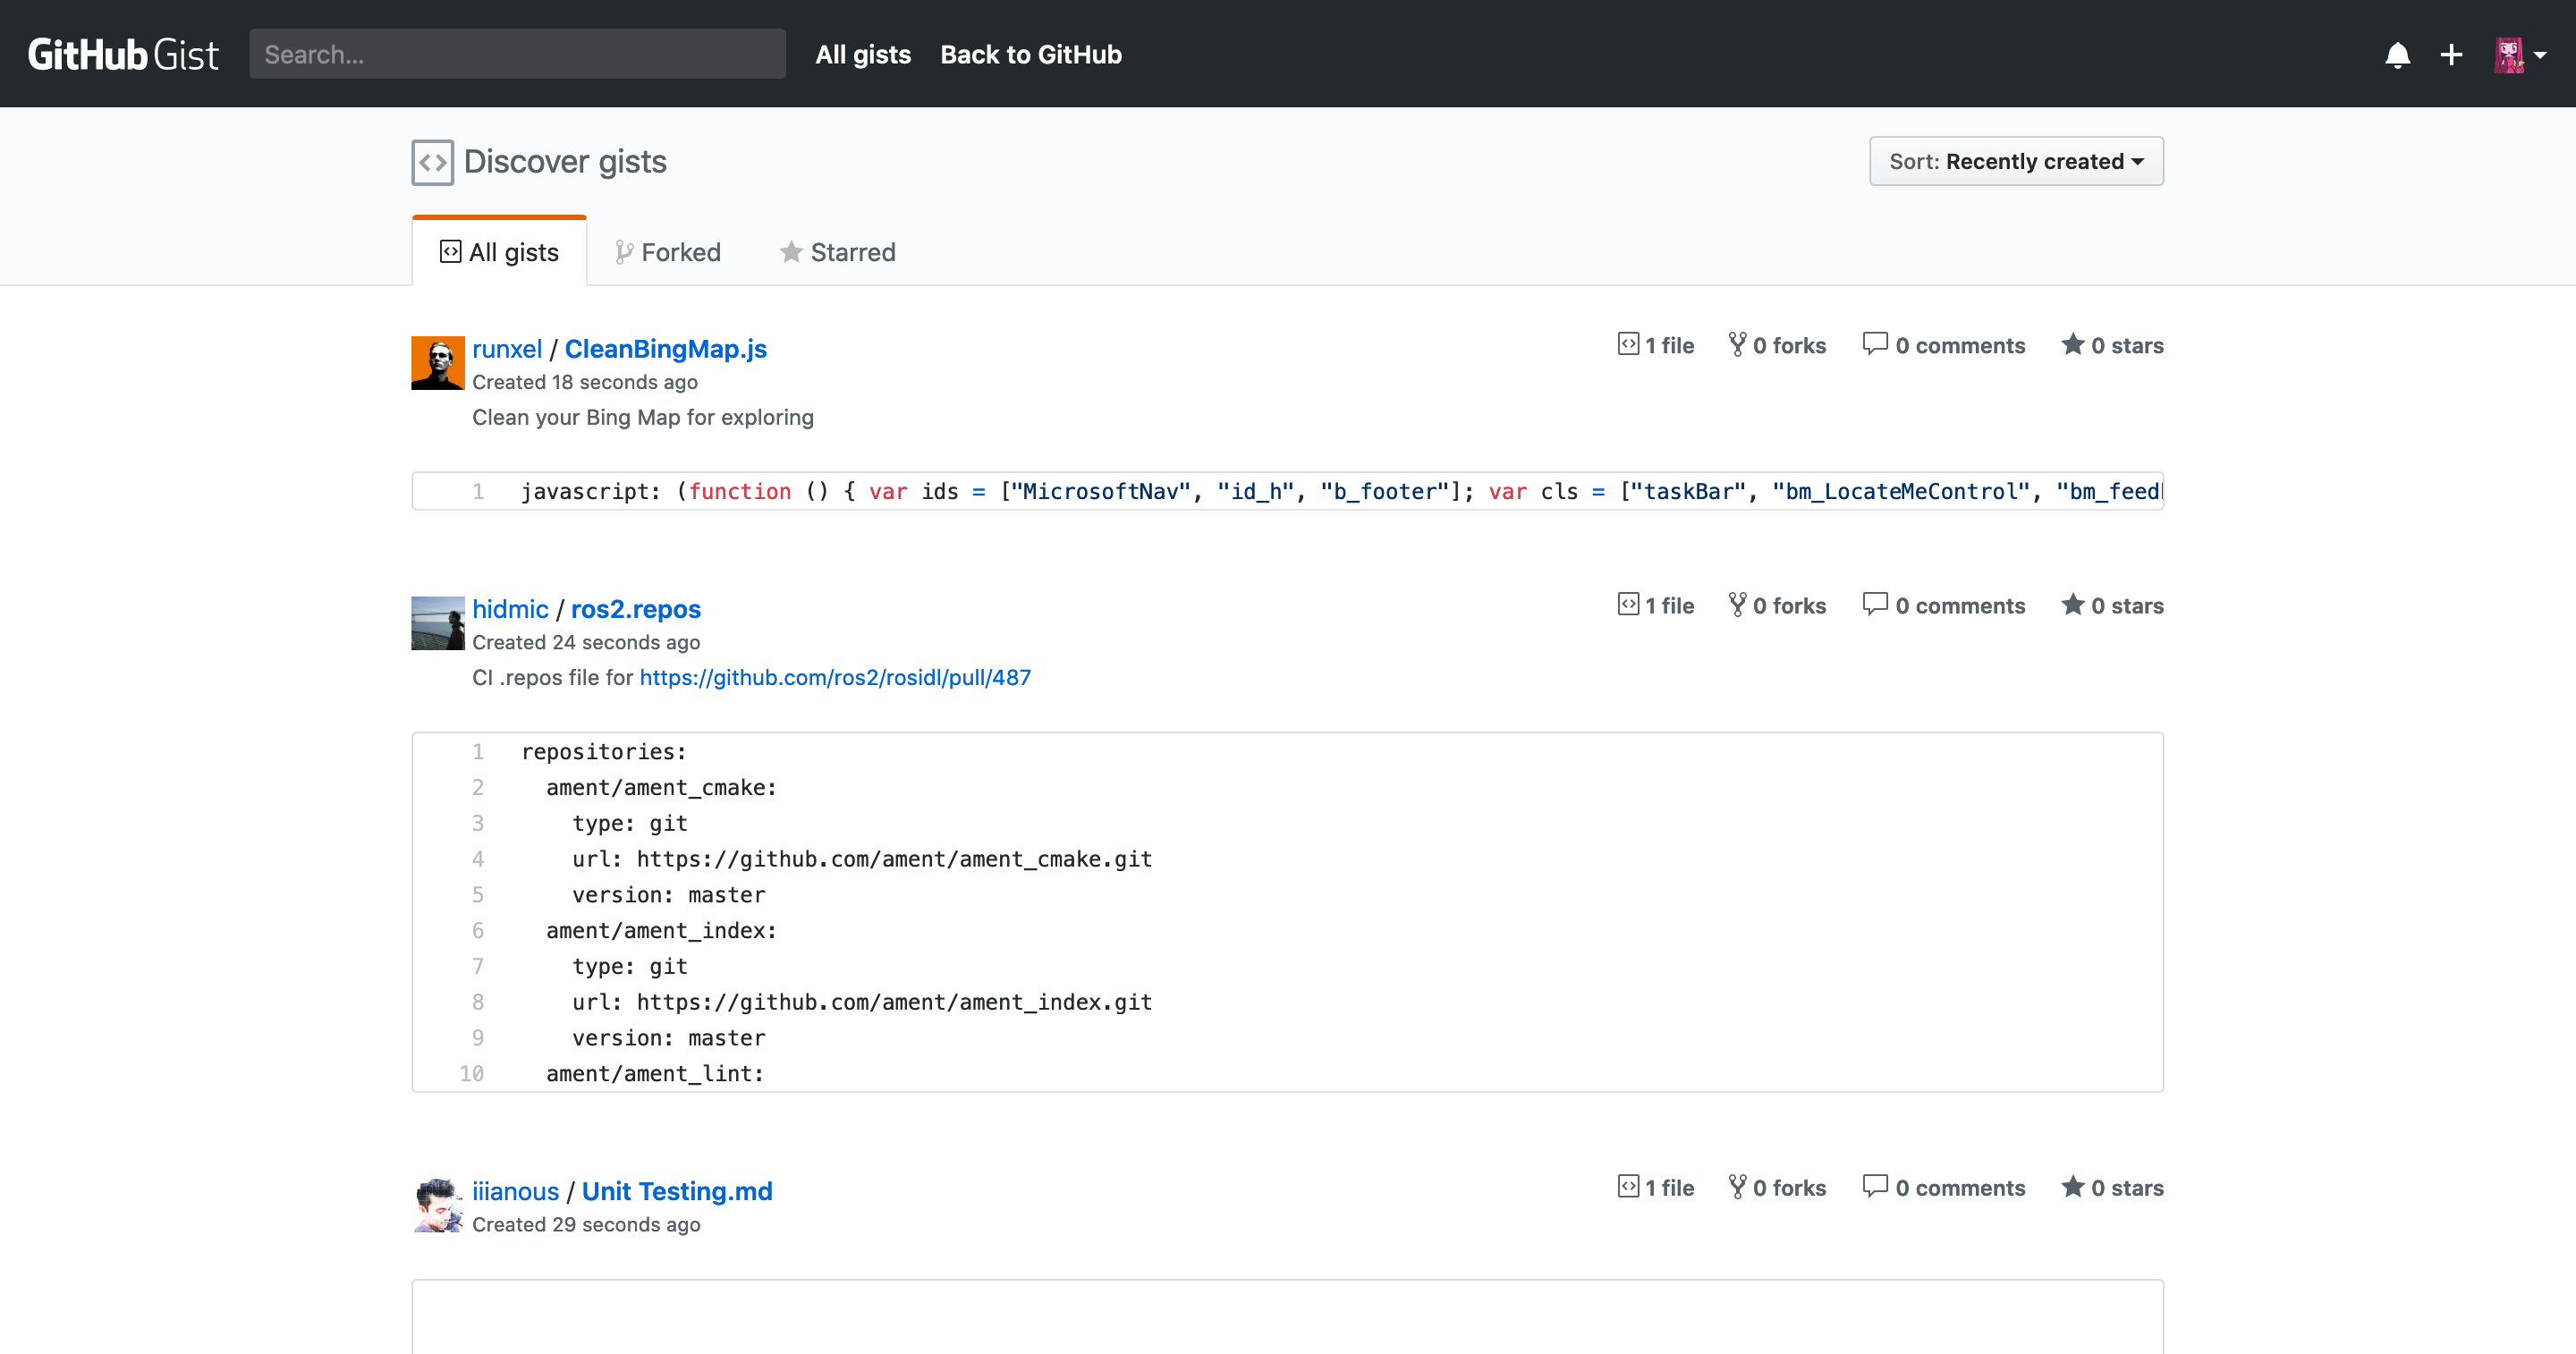 GitHub Gist Search... All gists Back to GitHub
Discover gists
Sort: Recently created
All gists Forked Starred
runxel / CleanBingMap.js
1 file 0 forks 0 comments 0 stars
Created 18 seconds ago
Clean your Bing Map for exploring
1 javascript: (function () { var ids = ["MicrosoftNav", "id_h", "b_footer"]; var cls = ["taskBar", "bm_LocateMeControl", "bm_feed
hidmic / ros2.repos
1 file 0 forks 0 comments 0 stars
Created 24 seconds ago
CI .repos file for https://github.com/ros2/rosidl/pull/487
1 repositories:
2 ament/ament_cmake:
3 type: git
4 url: https://github.com/ament/ament_cmake.git
5 version: master
6 ament/ament_index:
7 type: git
8 url: https://github.com/ament/ament_index.git
9 version: master
10 ament/ament_lint:
iiianous / Unit Testing.md
1 file 0 forks 0 comments 0 stars
Created 29 seconds ago